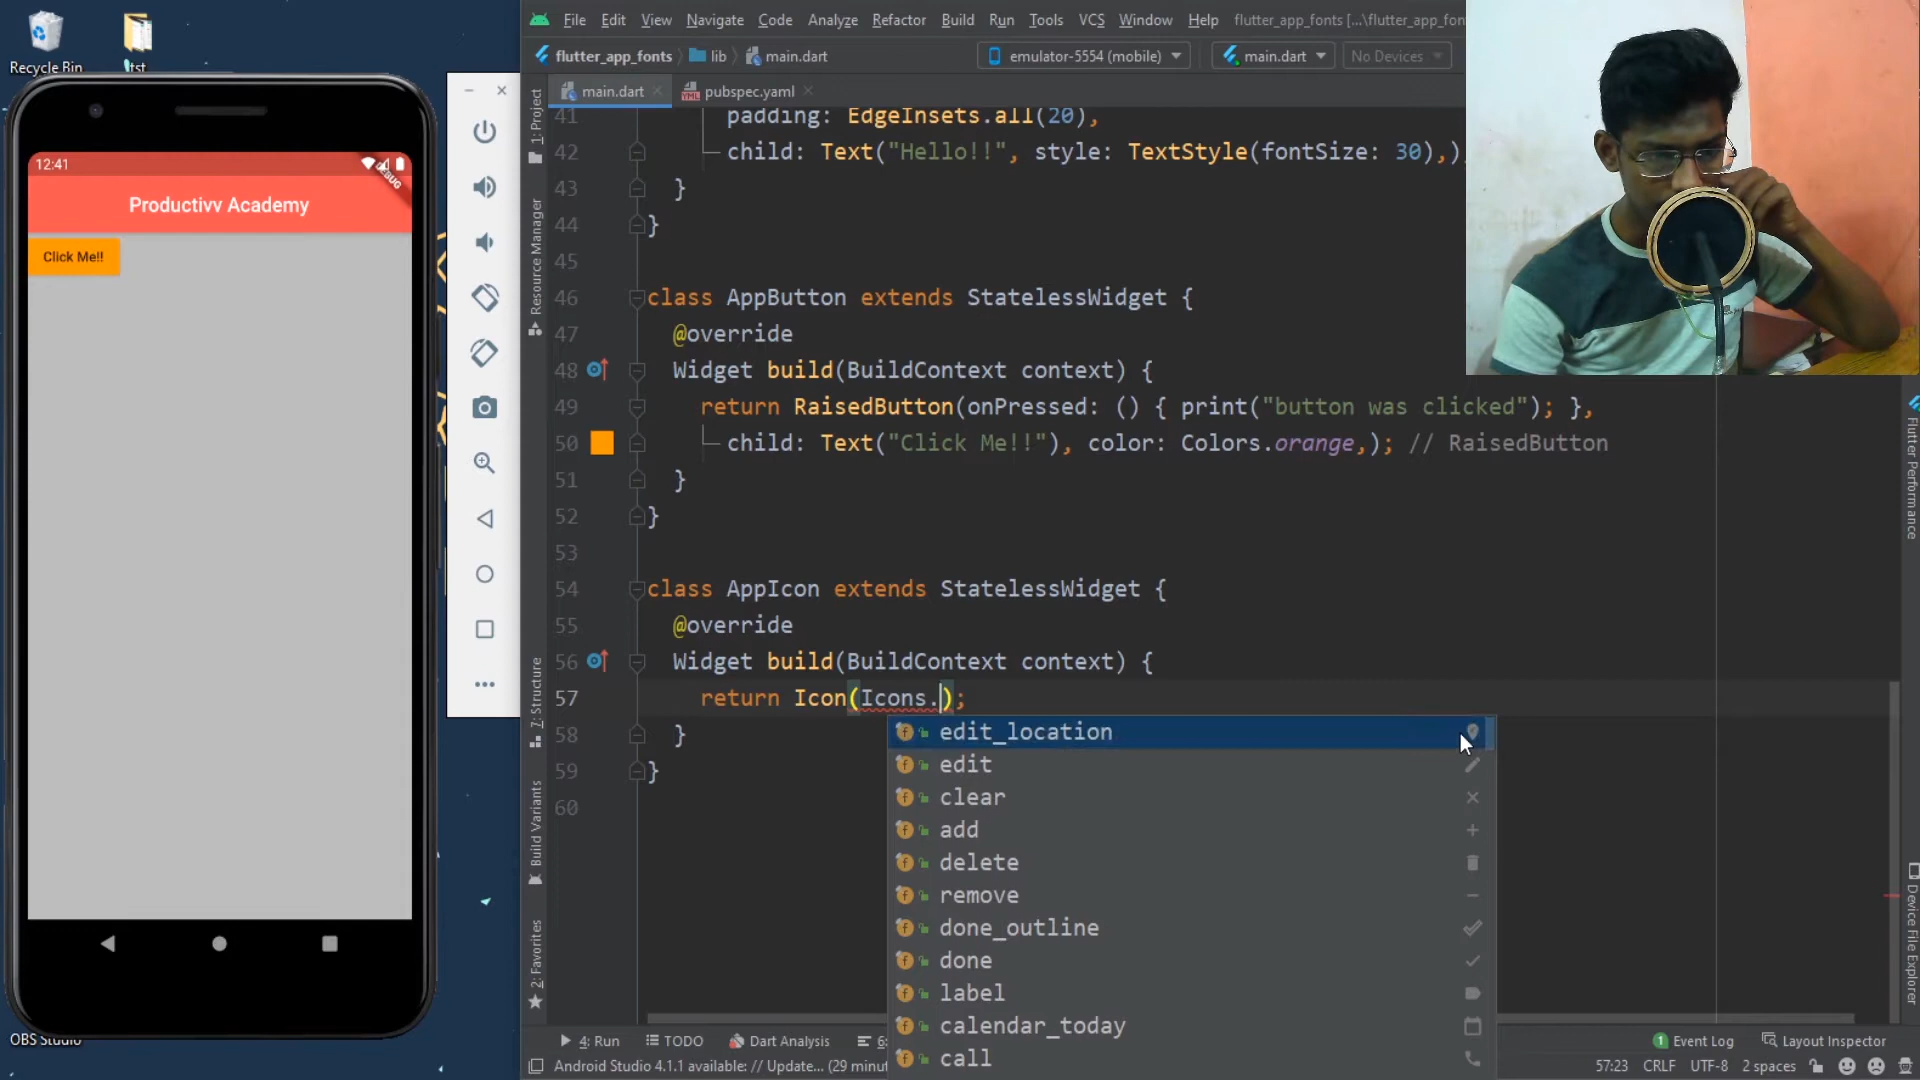 Recycle Bin
tst
12:41
DEBUG
Productivv Academy
Click Me!!
OBS Studio
File Edit View Navigate Code Analyze Refactor Build Run Tools VCS Window Help flutter_app_fonts [...\flutter_app_fon
flutter_app_fonts lib main.dart emulator-5554 (mobile) main.dart No Devices
main.dart pubspec.yaml
1: Project
Resource Manager
7: Structure
Build Variants
2: Favorites
41 padding: EdgeInsets.all(20),
42 child: Text("Hello!!", style: TextStyle(fontSize: 30),)
43 }
44 }
45
46 class AppButton extends StatelessWidget {
47 @override
48 Widget build(BuildContext context) {
49 return RaisedButton(onPressed: () { print("button was clicked"); },
50 child: Text("Click Me!!"), color: Colors.orange,); // RaisedButton
51 }
52 }
53
54 class AppIcon extends StatelessWidget {
55 @override
56 Widget build(BuildContext context) {
57 return Icon(Icons.);
58 }
59 }
60
edit_location
edit
clear
add
delete
remove
done_outline
done
label
calendar_today
call
Flutter Performance
Device File Explorer
4: Run TODO Dart Analysis 6: 1 Event Log Layout Inspector
Android Studio 4.1.1 available: // Update... (29 minut 57:23 CRLF UTF-8 2 spaces